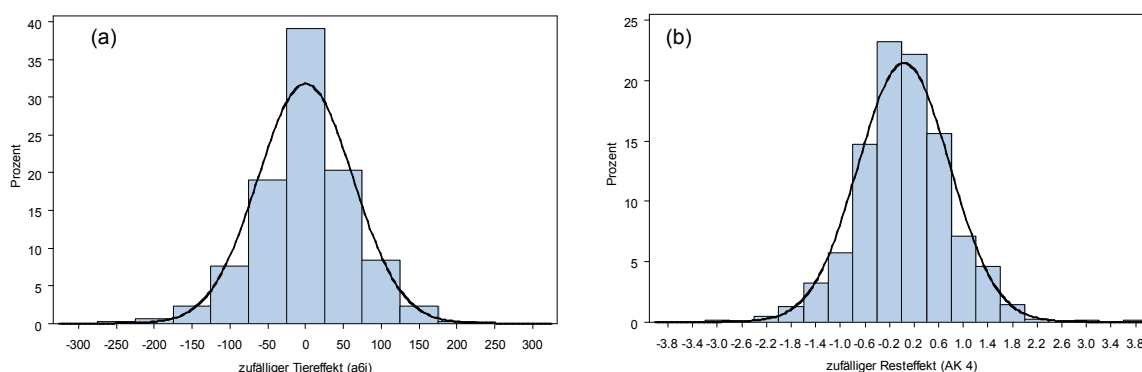 (a)
40
35
30
25
20
15
10
5
0
Prozent
-300 -250 -200 -150 -100 -50 0 50 100 150 200 250 300
zufälliger Tiereffekt (a6i)
(b)
25
20
15
10
5
0
Prozent
-3.8 -3.4 -3.0 -2.6 -2.2 -1.8 -1.4 -1.0 -0.6 -0.2 0.2 0.6 1.0 1.4 1.8 2.2 2.6 3.0 3.4 3.8
zufälliger Resteffekt (AK 4)